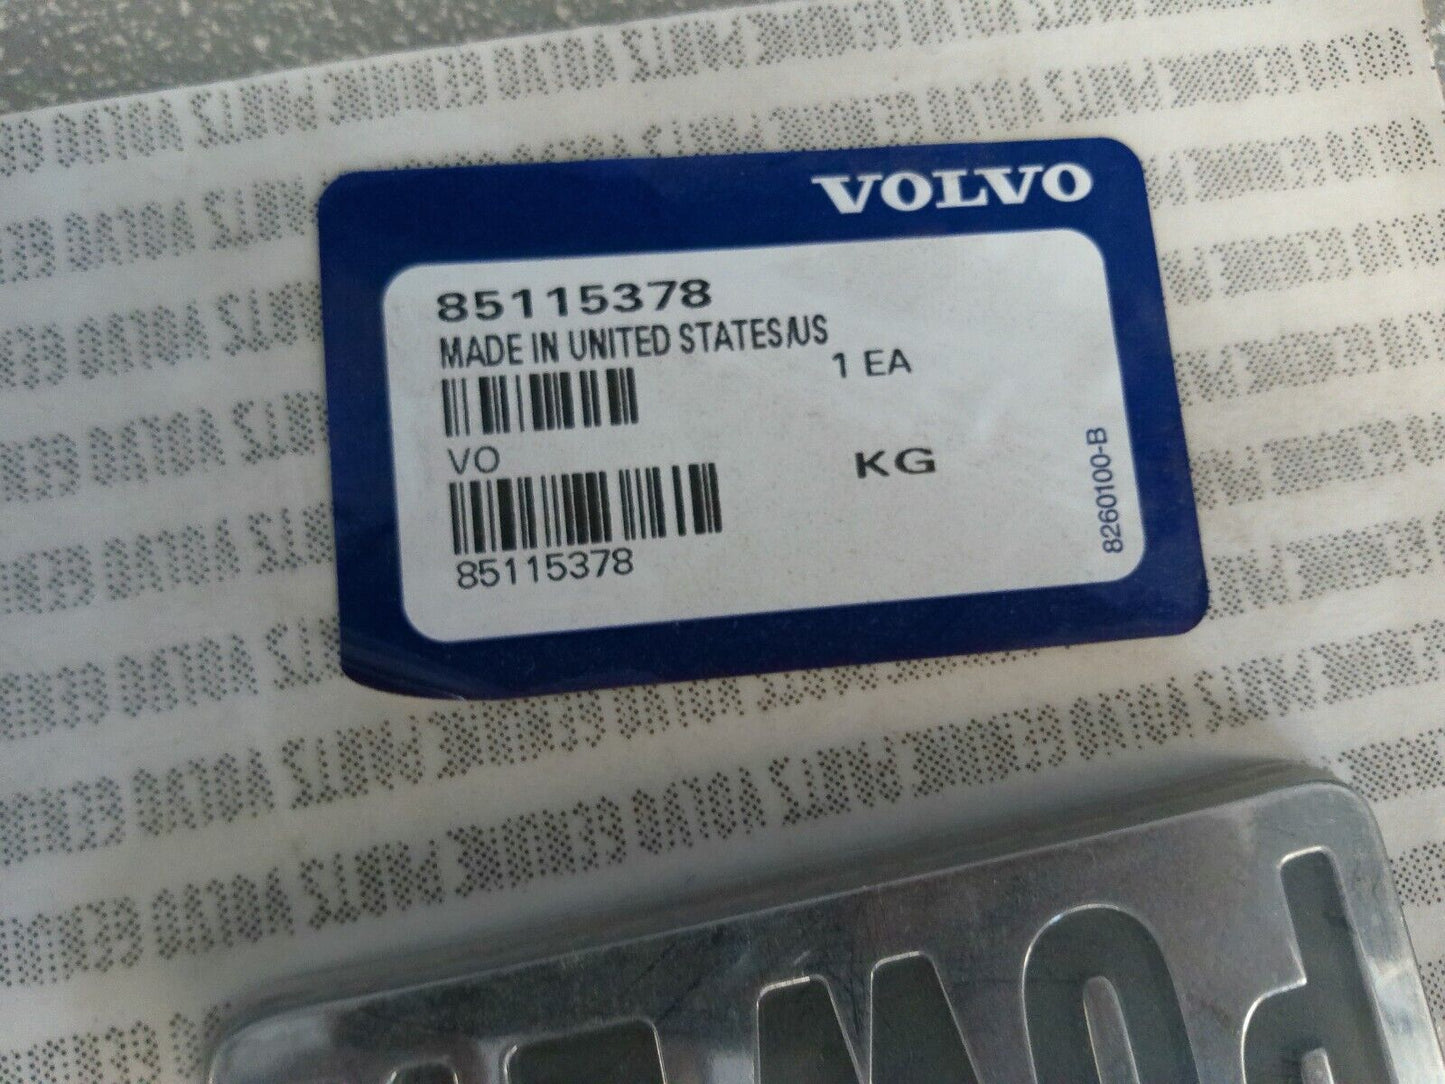 VOLVO
85115378
MADE IN UNITED STATES/US
1 EA
VO
KG
85115378
8260100-B